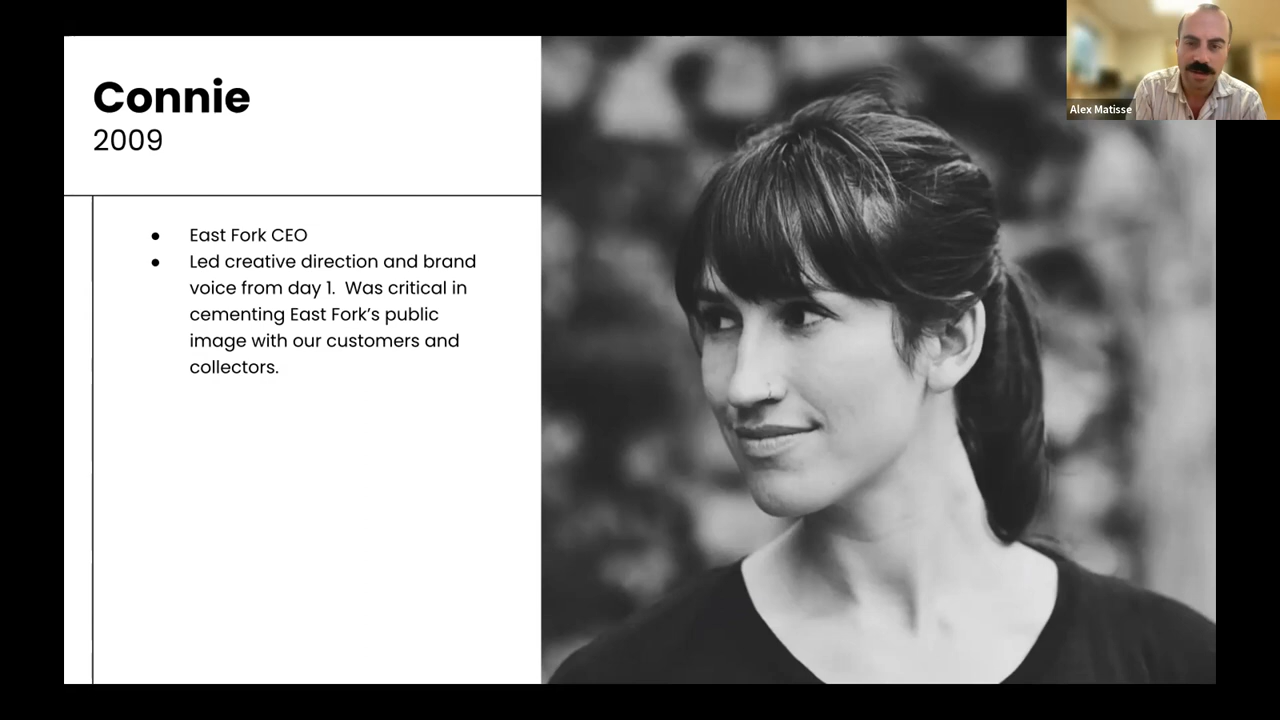 Connie
2009
● East Fork CEO
● Led creative direction and brand
voice from day 1.  Was critical in
cementing East Fork’s public
image with our customers and
collectors.
Alex Matisse